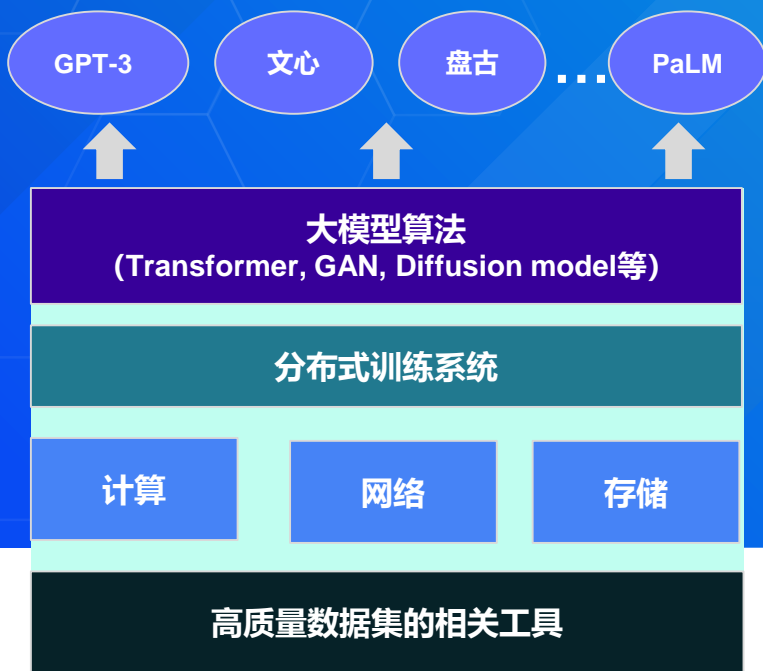 GPT-3
文心
盘古
...
PaLM
大模型算法
(Transformer, GAN, Diffusion model等)
分布式训练系统
计算
网络
存储
高质量数据集的相关工具